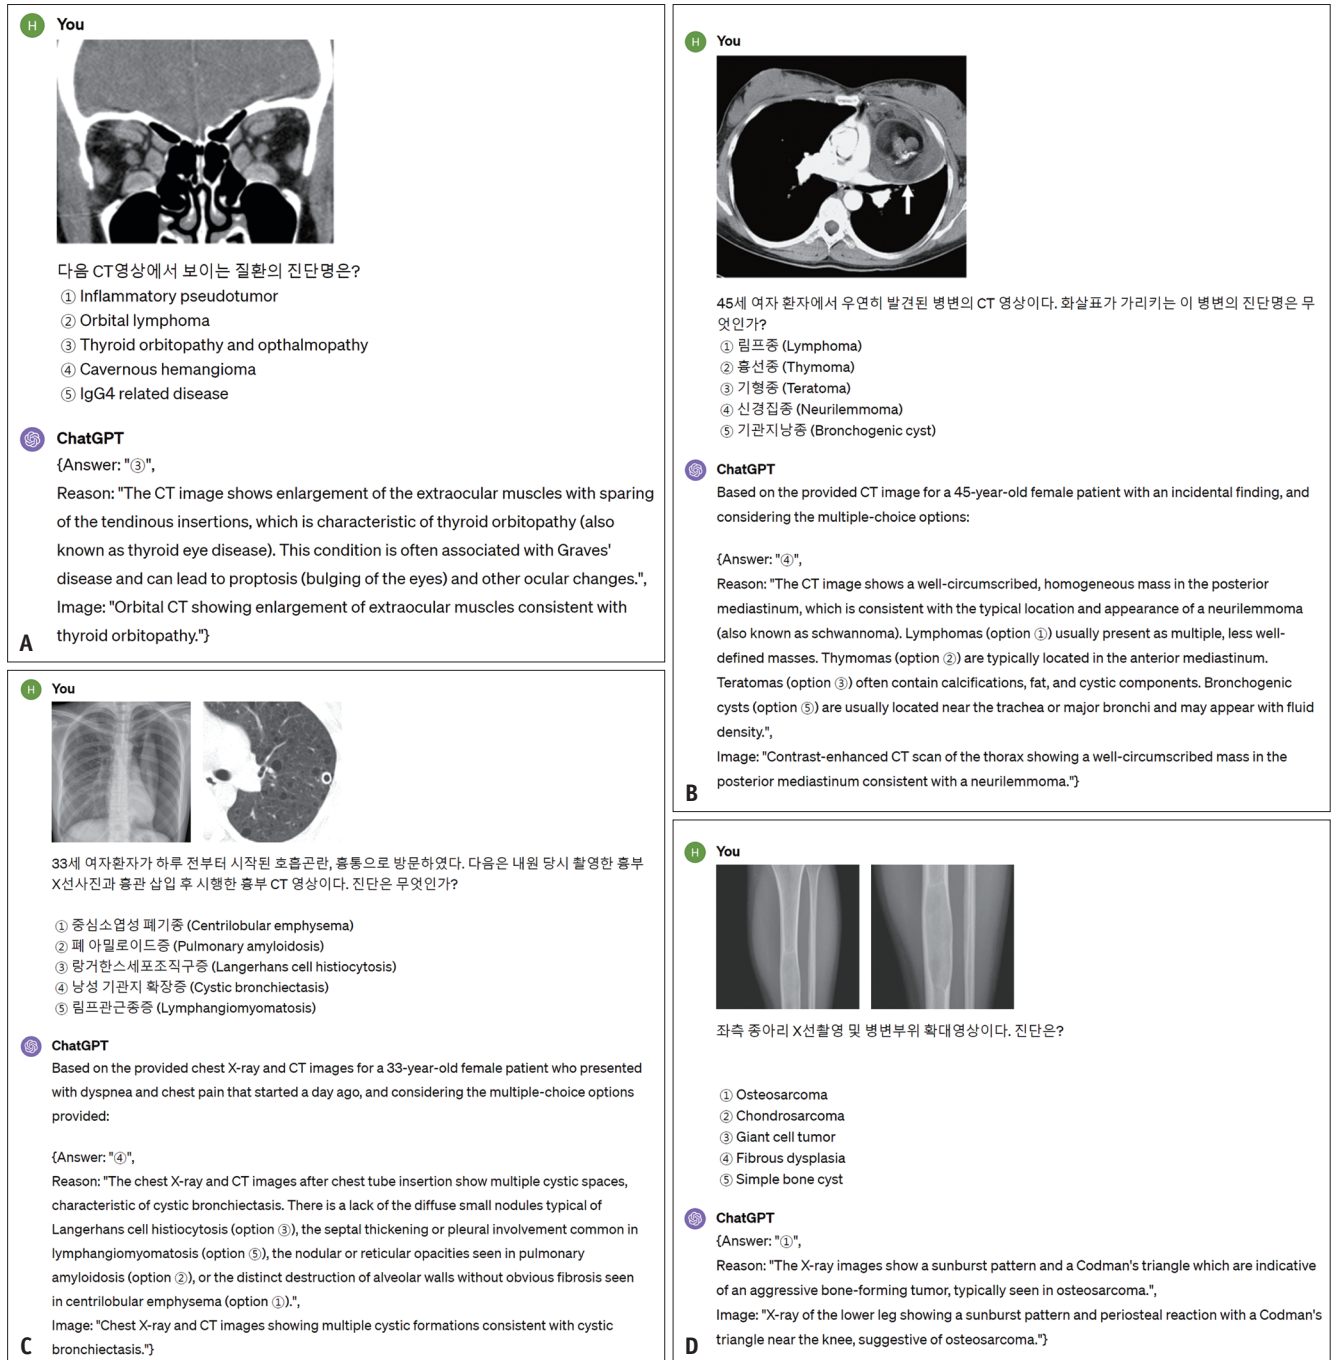 H You
다음 CT영상에서 보이는 질환의 진단명은?
① Inflammatory pseudotumor
② Orbital lymphoma
③ Thyroid orbitopathy and opthalmopathy
④ Cavernous hemangioma
⑤ IgG4 related disease
ChatGPT
{Answer: "③",
Reason: "The CT image shows enlargement of the extraocular muscles with sparing
of the tendinous insertions, which is characteristic of thyroid orbitopathy (also
known as thyroid eye disease). This condition is often associated with Graves'
disease and can lead to proptosis (bulging of the eyes) and other ocular changes.",
Image: "Orbital CT showing enlargement of extraocular muscles consistent with
thyroid orbitopathy."}
A
H You
45세 여자 환자에서 우연히 발견된 병변의 CT 영상이다. 화살표가 가리키는 이 병변의 진단명은 무
엇인가?
① 림프종 (Lymphoma)
② 흉선종 (Thymoma)
③ 기형종 (Teratoma)
④ 신경집종 (Neurilemmoma)
⑤ 기관지낭종 (Bronchogenic cyst)
ChatGPT
Based on the provided CT image for a 45-year-old female patient with an incidental finding, and
considering the multiple-choice options:
{Answer: "④",
Reason: "The CT image shows a well-circumscribed, homogeneous mass in the posterior
mediastinum, which is consistent with the typical location and appearance of a neurilemmoma
(also known as schwannoma). Lymphomas (option ①) usually present as multiple, less well-
defined masses. Thymomas (option ②) are typically located in the anterior mediastinum.
Teratomas (option ③) often contain calcifications, fat, and cystic components. Bronchogenic
cysts (option ⑤) are usually located near the trachea or major bronchi and may appear with fluid
density.",
Image: "Contrast-enhanced CT scan of the thorax showing a well-circumscribed mass in the
posterior mediastinum consistent with a neurilemmoma."}
B
H You
33세 여자환자가 하루 전부터 시작된 호흡곤란, 흉통으로 방문하였다. 다음은 내원 당시 촬영한 흉부
X선사진과 흉관 삽입 후 시행한 흉부 CT 영상이다. 진단은 무엇인가?
① 중심소엽성 폐기종 (Centrilobular emphysema)
② 폐 아밀로이드증 (Pulmonary amyloidosis)
③ 랑거한스세포조직구증 (Langerhans cell histiocytosis)
④ 낭성 기관지 확장증 (Cystic bronchiectasis)
⑤ 림프관근종증 (Lymphangiomyomatosis)
ChatGPT
Based on the provided chest X-ray and CT images for a 33-year-old female patient who presented
with dyspnea and chest pain that started a day ago, and considering the multiple-choice options
provided:
{Answer: "④",
Reason: "The chest X-ray and CT images after chest tube insertion show multiple cystic spaces,
characteristic of cystic bronchiectasis. There is a lack of the diffuse small nodules typical of
Langerhans cell histiocytosis (option ③), the septal thickening or pleural involvement common in
lymphangiomyomatosis (option ⑤), the nodular or reticular opacities seen in pulmonary
amyloidosis (option ②), or the distinct destruction of alveolar walls without obvious fibrosis seen
in centrilobular emphysema (option ①).",
Image: "Chest X-ray and CT images showing multiple cystic formations consistent with cystic
bronchiectasis."}
C
H You
좌측 종아리 X선촬영 및 병변부위 확대영상이다. 진단은?
① Osteosarcoma
② Chondrosarcoma
③ Giant cell tumor
④ Fibrous dysplasia
⑤ Simple bone cyst
ChatGPT
{Answer: "①",
Reason: "The X-ray images show a sunburst pattern and a Codman's triangle which are indicative
of an aggressive bone-forming tumor, typically seen in osteosarcoma.",
Image: "X-ray of the lower leg showing a sunburst pattern and periosteal reaction with a Codman's
triangle near the knee, suggestive of osteosarcoma."}
D